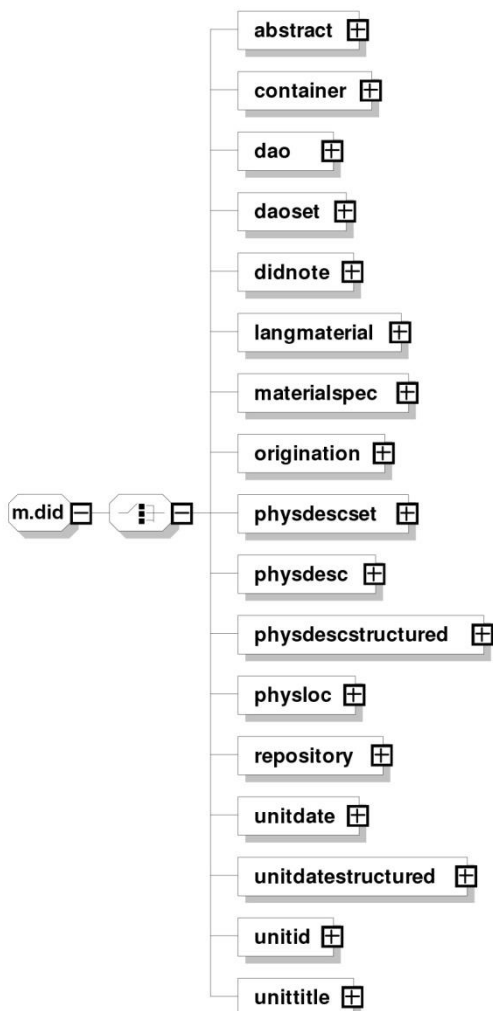 abstract
container
dao
daoset
didnote
langmaterial
materialspec
origination
m.did
physdescset
physdesc
physdescstructured
physloc
repository
unitdate
unitdatestructured
unitid
unittitle